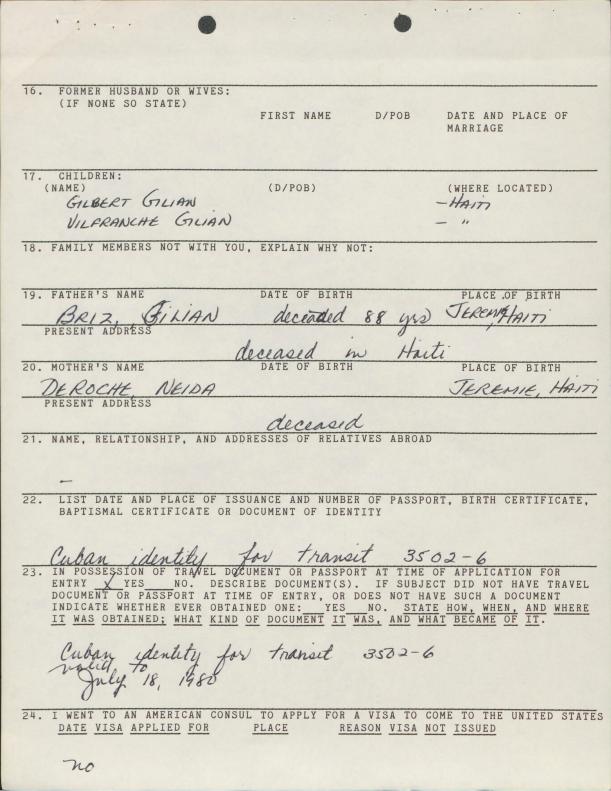 16. FORMER HUSBAND OR WIVES:
(IF NONE SO STATE)
FIRST NAME D/POB DATE AND PLACE OF
MARRIAGE
17. CHILDREN:
(NAME) (D/POB) (WHERE LOCATED)
GILBERT GILIAN - HAITI
VILFRANCHE GILIAN - "
18. FAMILY MEMBERS NOT WITH YOU, EXPLAIN WHY NOT:
19. FATHER'S NAME DATE OF BIRTH PLACE OF BIRTH
BRIZ, GILIAN deceaded 88 yrs JEREMIE, HAITI
PRESENT ADDRESS
deceased in Haiti
20. MOTHER'S NAME DATE OF BIRTH PLACE OF BIRTH
DEROCHE, NEIDA JEREMIE, HAITI
PRESENT ADDRESS
deceased
21. NAME, RELATIONSHIP, AND ADDRESSES OF RELATIVES ABROAD
-
22. LIST DATE AND PLACE OF ISSUANCE AND NUMBER OF PASSPORT, BIRTH CERTIFICATE,
BAPTISMAL CERTIFICATE OR DOCUMENT OF IDENTITY
Cuban identity for transit 3502-6
23. IN POSSESSION OF TRAVEL DOCUMENT OR PASSPORT AT TIME OF APPLICATION FOR
ENTRY X YES NO. DESCRIBE DOCUMENT(S). IF SUBJECT DID NOT HAVE TRAVEL
DOCUMENT OR PASSPORT AT TIME OF ENTRY, OR DOES NOT HAVE SUCH A DOCUMENT
INDICATE WHETHER EVER OBTAINED ONE: YES NO. STATE HOW, WHEN, AND WHERE
IT WAS OBTAINED; WHAT KIND OF DOCUMENT IT WAS, AND WHAT BECAME OF IT.
Cuban identity for transit 3502-6
valid to
July 18, 1980
24. I WENT TO AN AMERICAN CONSUL TO APPLY FOR A VISA TO COME TO THE UNITED STATES
DATE VISA APPLIED FOR PLACE REASON VISA NOT ISSUED
no